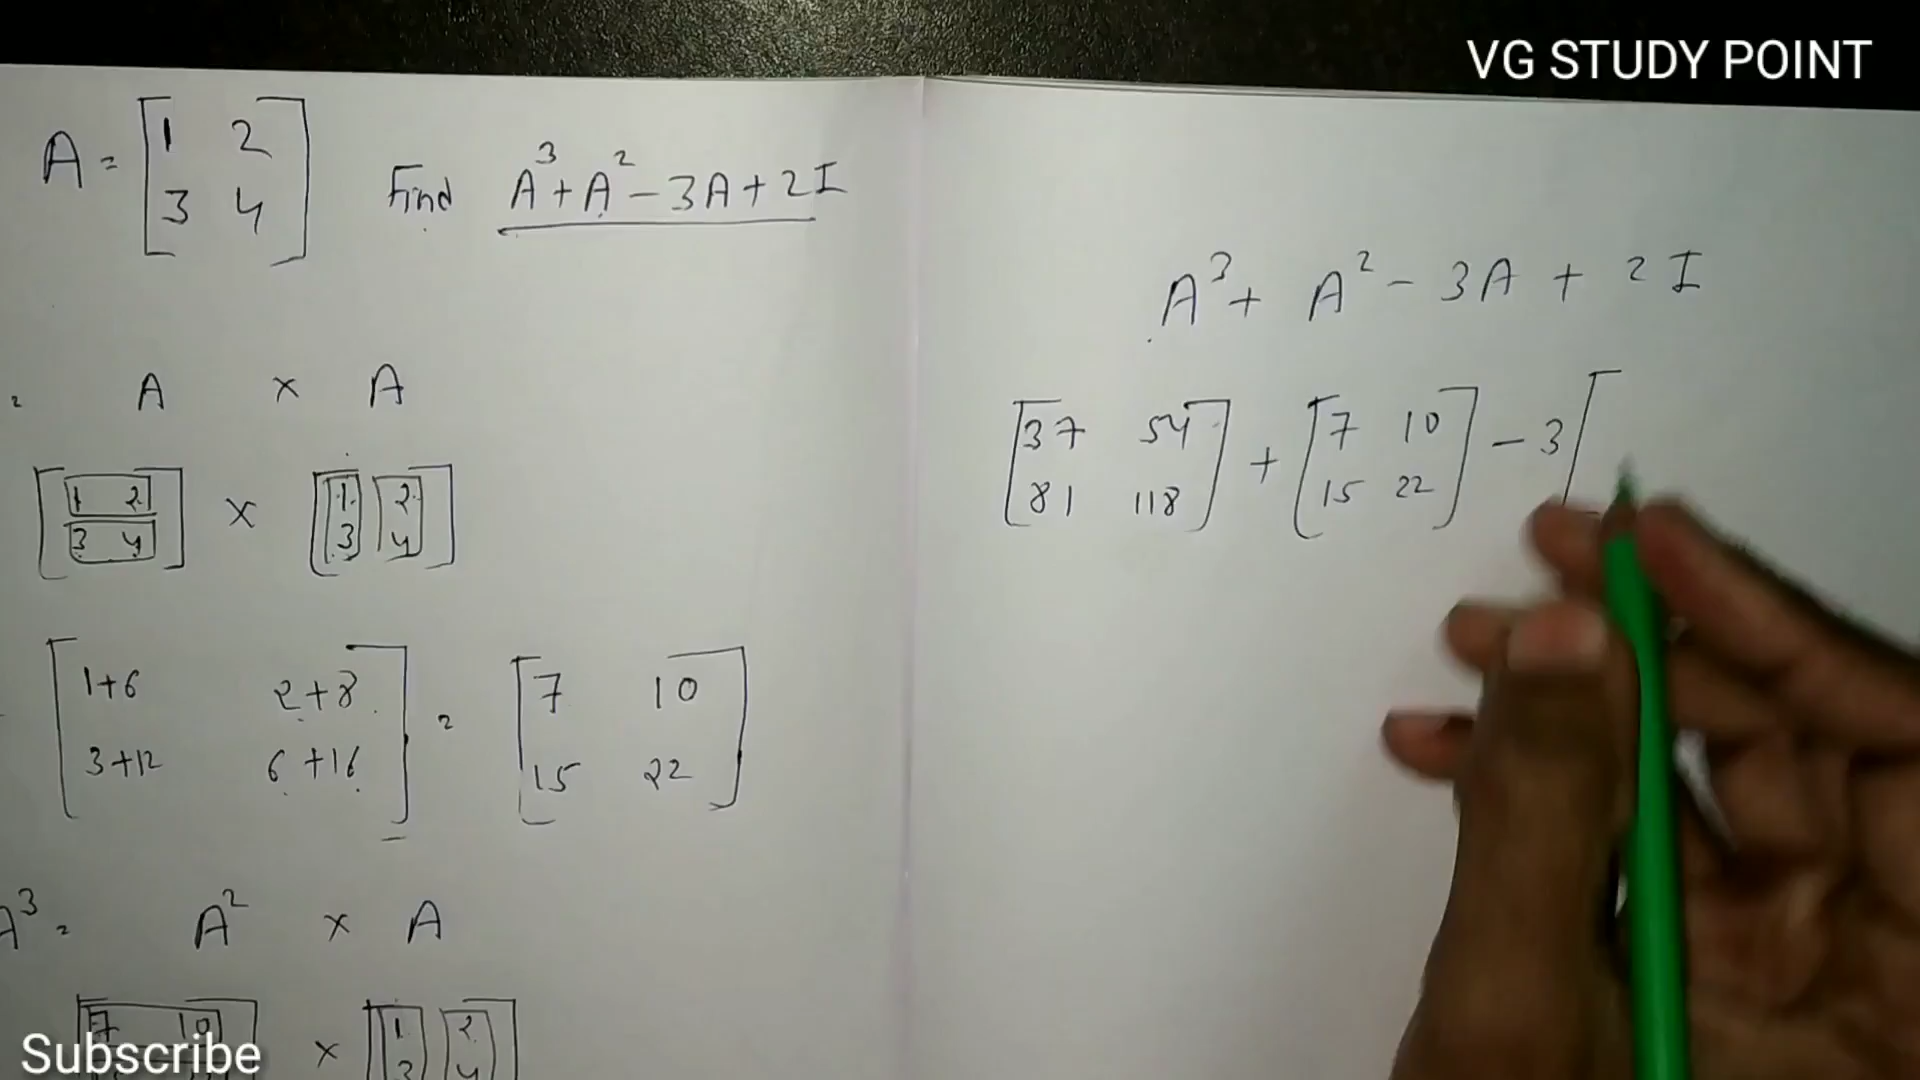 VG STUDY POINT
A = [ 1 2
3 4 ] Find A³ + A² - 3A + 2I
= A × A
[ 1 2
3 4 ] × [ 1 2
3 4 ]
[ 1+6 2+8
3+12 6+16 ] = [ 7 10
15 22 ]
A³ = A² × A
[ 7 10 × [ 1 2
3 4
Subscribe
A³ + A² - 3A + 2I
[ 37 54
81 118 ] + [ 7 10
15 22 ] - 3 [